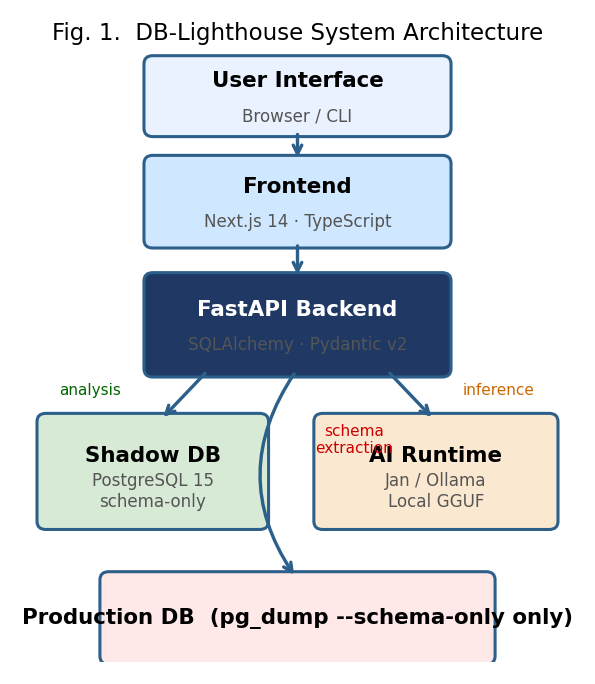 Fig. 1.  DB-Lighthouse System Architecture
User Interface
Browser / CLI
Frontend
Next.js 14 · TypeScript
FastAPI Backend
SQLAlchemy · Pydantic v2
analysis
inference
schema
extraction
Shadow DB
PostgreSQL 15
schema-only
AI Runtime
Jan / Ollama
Local GGUF
Production DB  (pg_dump --schema-only only)